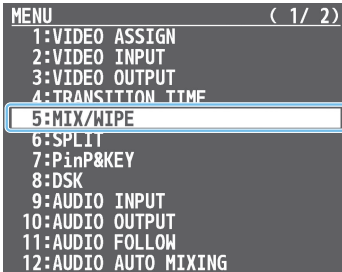 MENU ( 1/ 2)
1:VIDEO ASSIGN
2:VIDEO INPUT
3:VIDEO OUTPUT
4:TRANSITION TIME
5:MIX/WIPE
6:SPLIT
7:PinP&KEY
8:DSK
9:AUDIO INPUT
10:AUDIO OUTPUT
11:AUDIO FOLLOW
12:AUDIO AUTO MIXING